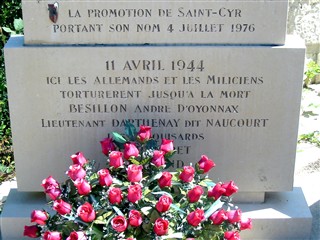 LA PROMOTION DE SAINT-CYR
PORTANT SON NOM 4 JUILLET 1976
11 AVRIL 1944
ICI LES ALLEMANDS ET LES MILICIENS
TORTURERENT JUSQU'A LA MORT
BESILLON ANDRE D'OYONNAX
LIEUTENANT DARTHENAY DIT NAUCOURT
ET